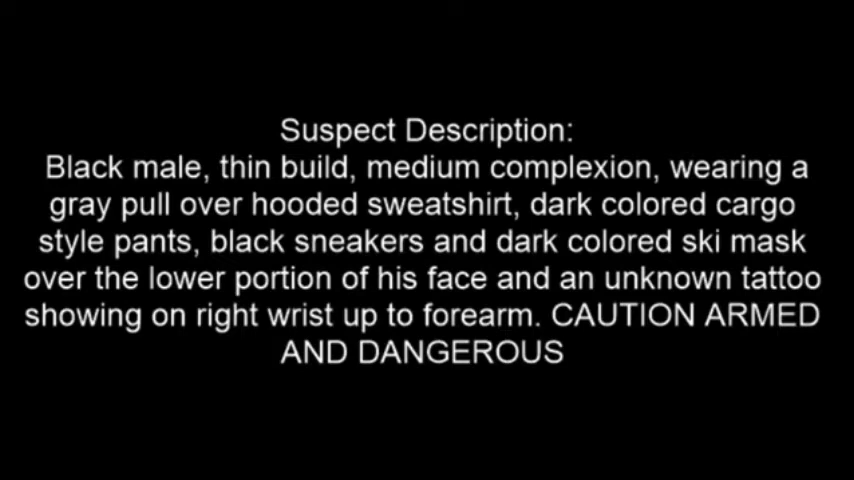 Suspect Description:
Black male, thin build, medium complexion, wearing a
gray pull over hooded sweatshirt, dark colored cargo
style pants, black sneakers and dark colored ski mask
over the lower portion of his face and an unknown tattoo
showing on right wrist up to forearm. CAUTION ARMED
AND DANGEROUS